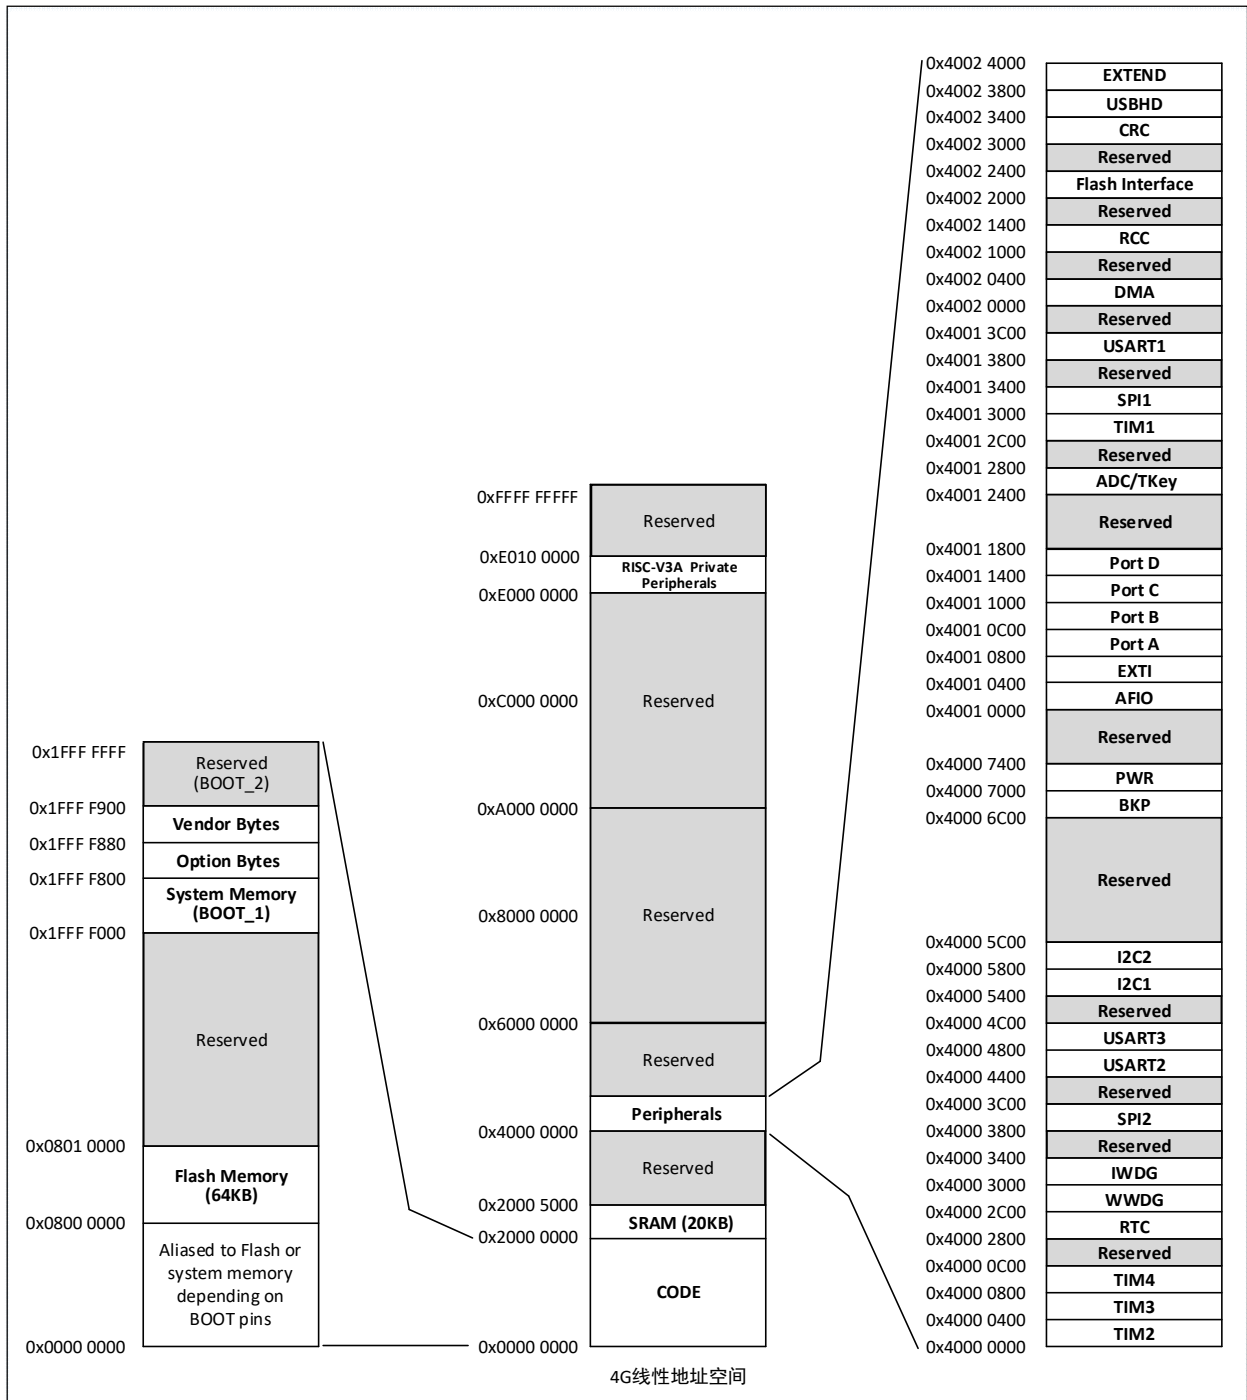 0x1FFF FFFF
Reserved
(BOOT_2)
0x1FFF F900
Vendor Bytes
0x1FFF F880
Option Bytes
0x1FFF F800
System Memory
(BOOT_1)
0x1FFF F000
Reserved
0x0801 0000
Flash Memory
(64KB)
0x0800 0000
Aliased to Flash or
system memory
depending on
BOOT pins
0x0000 0000
0xFFFF FFFFF
Reserved
0xE010 0000
RISC-V3A Private
Peripherals
0xE000 0000
Reserved
0xC000 0000
0xA000 0000
Reserved
0x8000 0000
0x6000 0000
Reserved
Peripherals
0x4000 0000
Reserved
0x2000 5000
SRAM (20KB)
0x2000 0000
CODE
0x0000 0000
4G线性地址空间
0x4002 4000
EXTEND
0x4002 3800
USBHD
0x4002 3400
CRC
0x4002 3000
Reserved
0x4002 2400
Flash Interface
0x4002 2000
Reserved
0x4002 1400
RCC
0x4002 1000
Reserved
0x4002 0400
DMA
0x4002 0000
Reserved
0x4001 3C00
USART1
0x4001 3800
Reserved
0x4001 3400
SPI1
0x4001 3000
TIM1
0x4001 2C00
Reserved
0x4001 2800
ADC/TKey
0x4001 2400
Reserved
0x4001 1800
Port D
0x4001 1400
Port C
0x4001 1000
Port B
0x4001 0C00
Port A
0x4001 0800
EXTI
0x4001 0400
AFIO
0x4001 0000
Reserved
0x4000 7400
PWR
0x4000 7000
BKP
0x4000 6C00
Reserved
0x4000 5C00
I2C2
0x4000 5800
I2C1
0x4000 5400
Reserved
0x4000 4C00
USART3
0x4000 4800
USART2
0x4000 4400
Reserved
0x4000 3C00
SPI2
0x4000 3800
Reserved
0x4000 3400
IWDG
0x4000 3000
WWDG
0x4000 2C00
RTC
0x4000 2800
Reserved
0x4000 0C00
TIM4
0x4000 0800
TIM3
0x4000 0400
TIM2
0x4000 0000